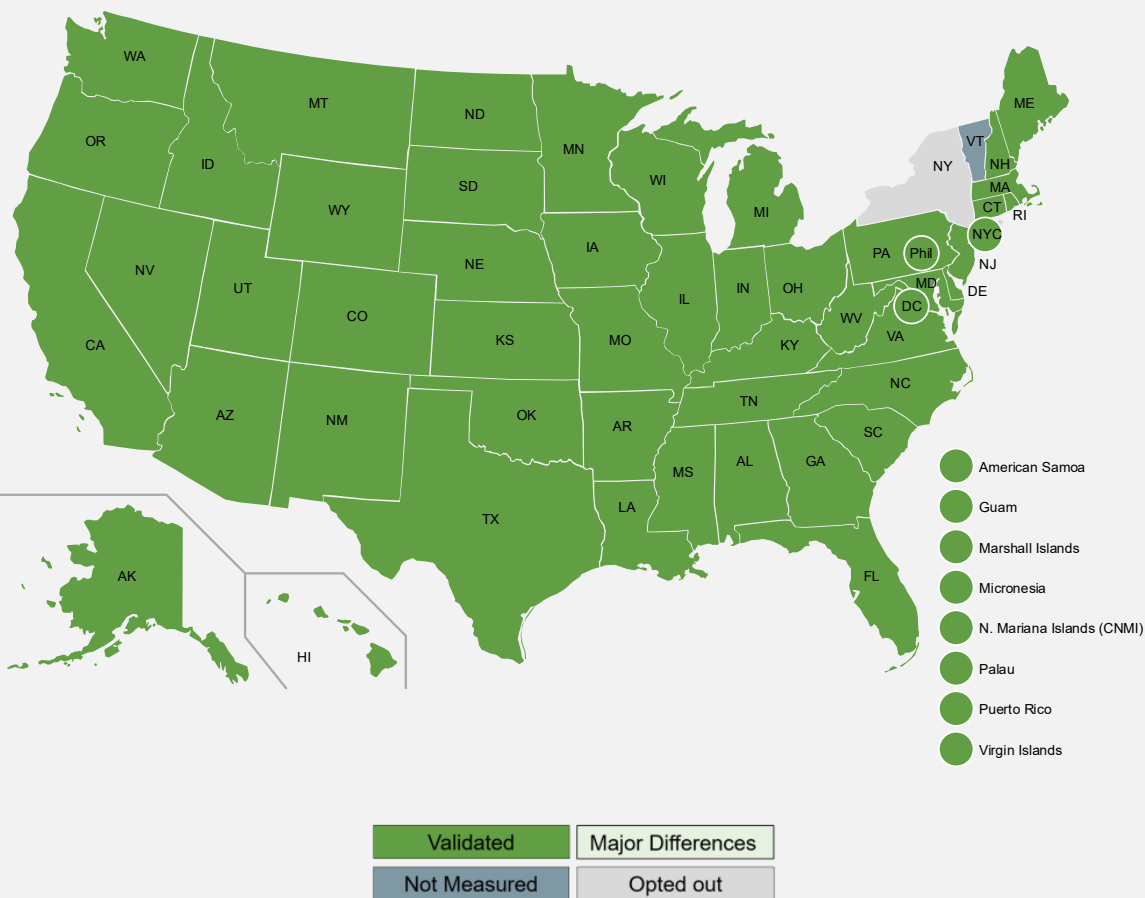 WA
MT
ND
MN
ME
OR
ID
SD
WI
MI
NY
VT
NH
MA
CT
RI
WY
NYC
NV
UT
NE
IA
PA
Phil
NJ
CO
IL
IN
OH
MD
DE
CA
KS
MO
WV
DC
VA
KY
AZ
NM
OK
AR
TN
NC
SC
MS
AL
GA
TX
LA
FL
AK
HI
American Samoa
Guam
Marshall Islands
Micronesia
N. Mariana Islands (CNMI)
Palau
Puerto Rico
Virgin Islands
Validated
Major Differences
Not Measured
Opted out